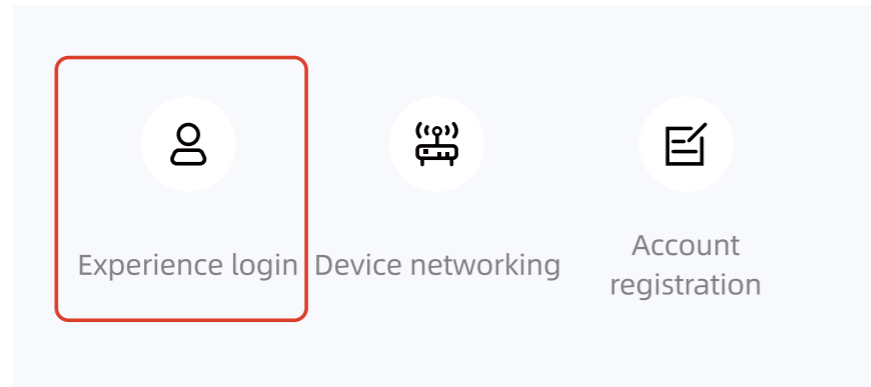 Experience login
Device networking
Account
registration